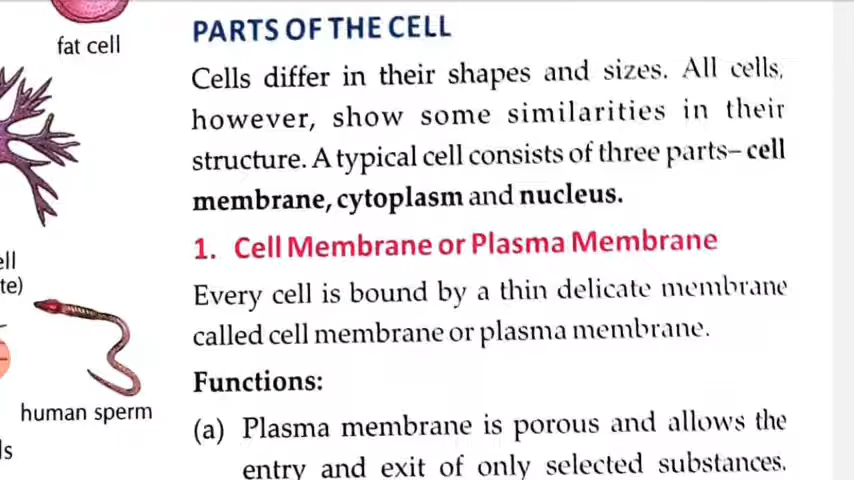 fat cell
PARTS OF THE CELL
Cells differ in their shapes and sizes. All cells,
however, show some similarities in their
structure. A typical cell consists of three parts– cell
membrane, cytoplasm and nucleus.
1. Cell Membrane or Plasma Membrane
Every cell is bound by a thin delicate membrane
called cell membrane or plasma membrane.
Functions:
(a) Plasma membrane is porous and allows the
entry and exit of only selected substances.
human sperm